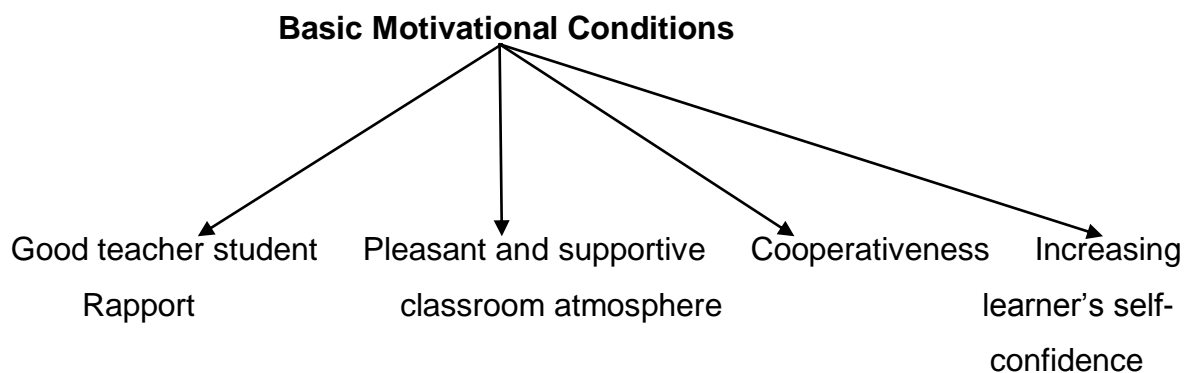 Basic Motivational Conditions
Good teacher student Pleasant and supportive Cooperativeness Increasing
Rapport classroom atmosphere learner’s self-
confidence